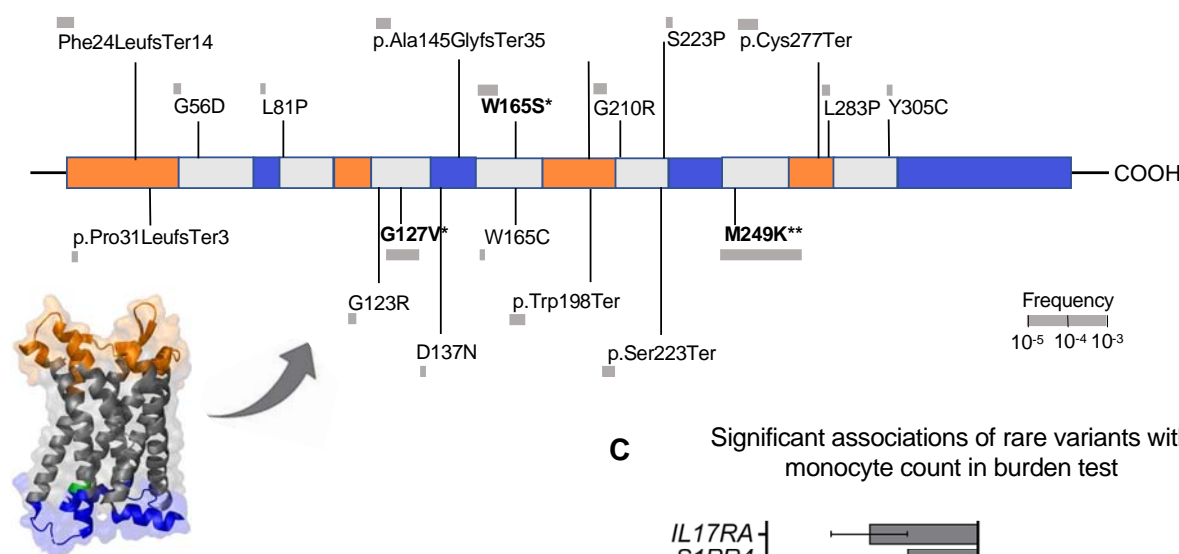 Phe24LeufsTer14
p.Ala145GlyfsTer35
S223P
p.Cys277Ter
G56D
L81P
W165S*
G210R
L283P
Y305C
COOH
p.Pro31LeufsTer3
G127V*
W165C
M249K**
G123R
p.Trp198Ter
D137N
p.Ser223Ter
Frequency
10-5 10-4 10-3
C
Significant associations of rare variants wit
monocyte count in burden test
IL17RA